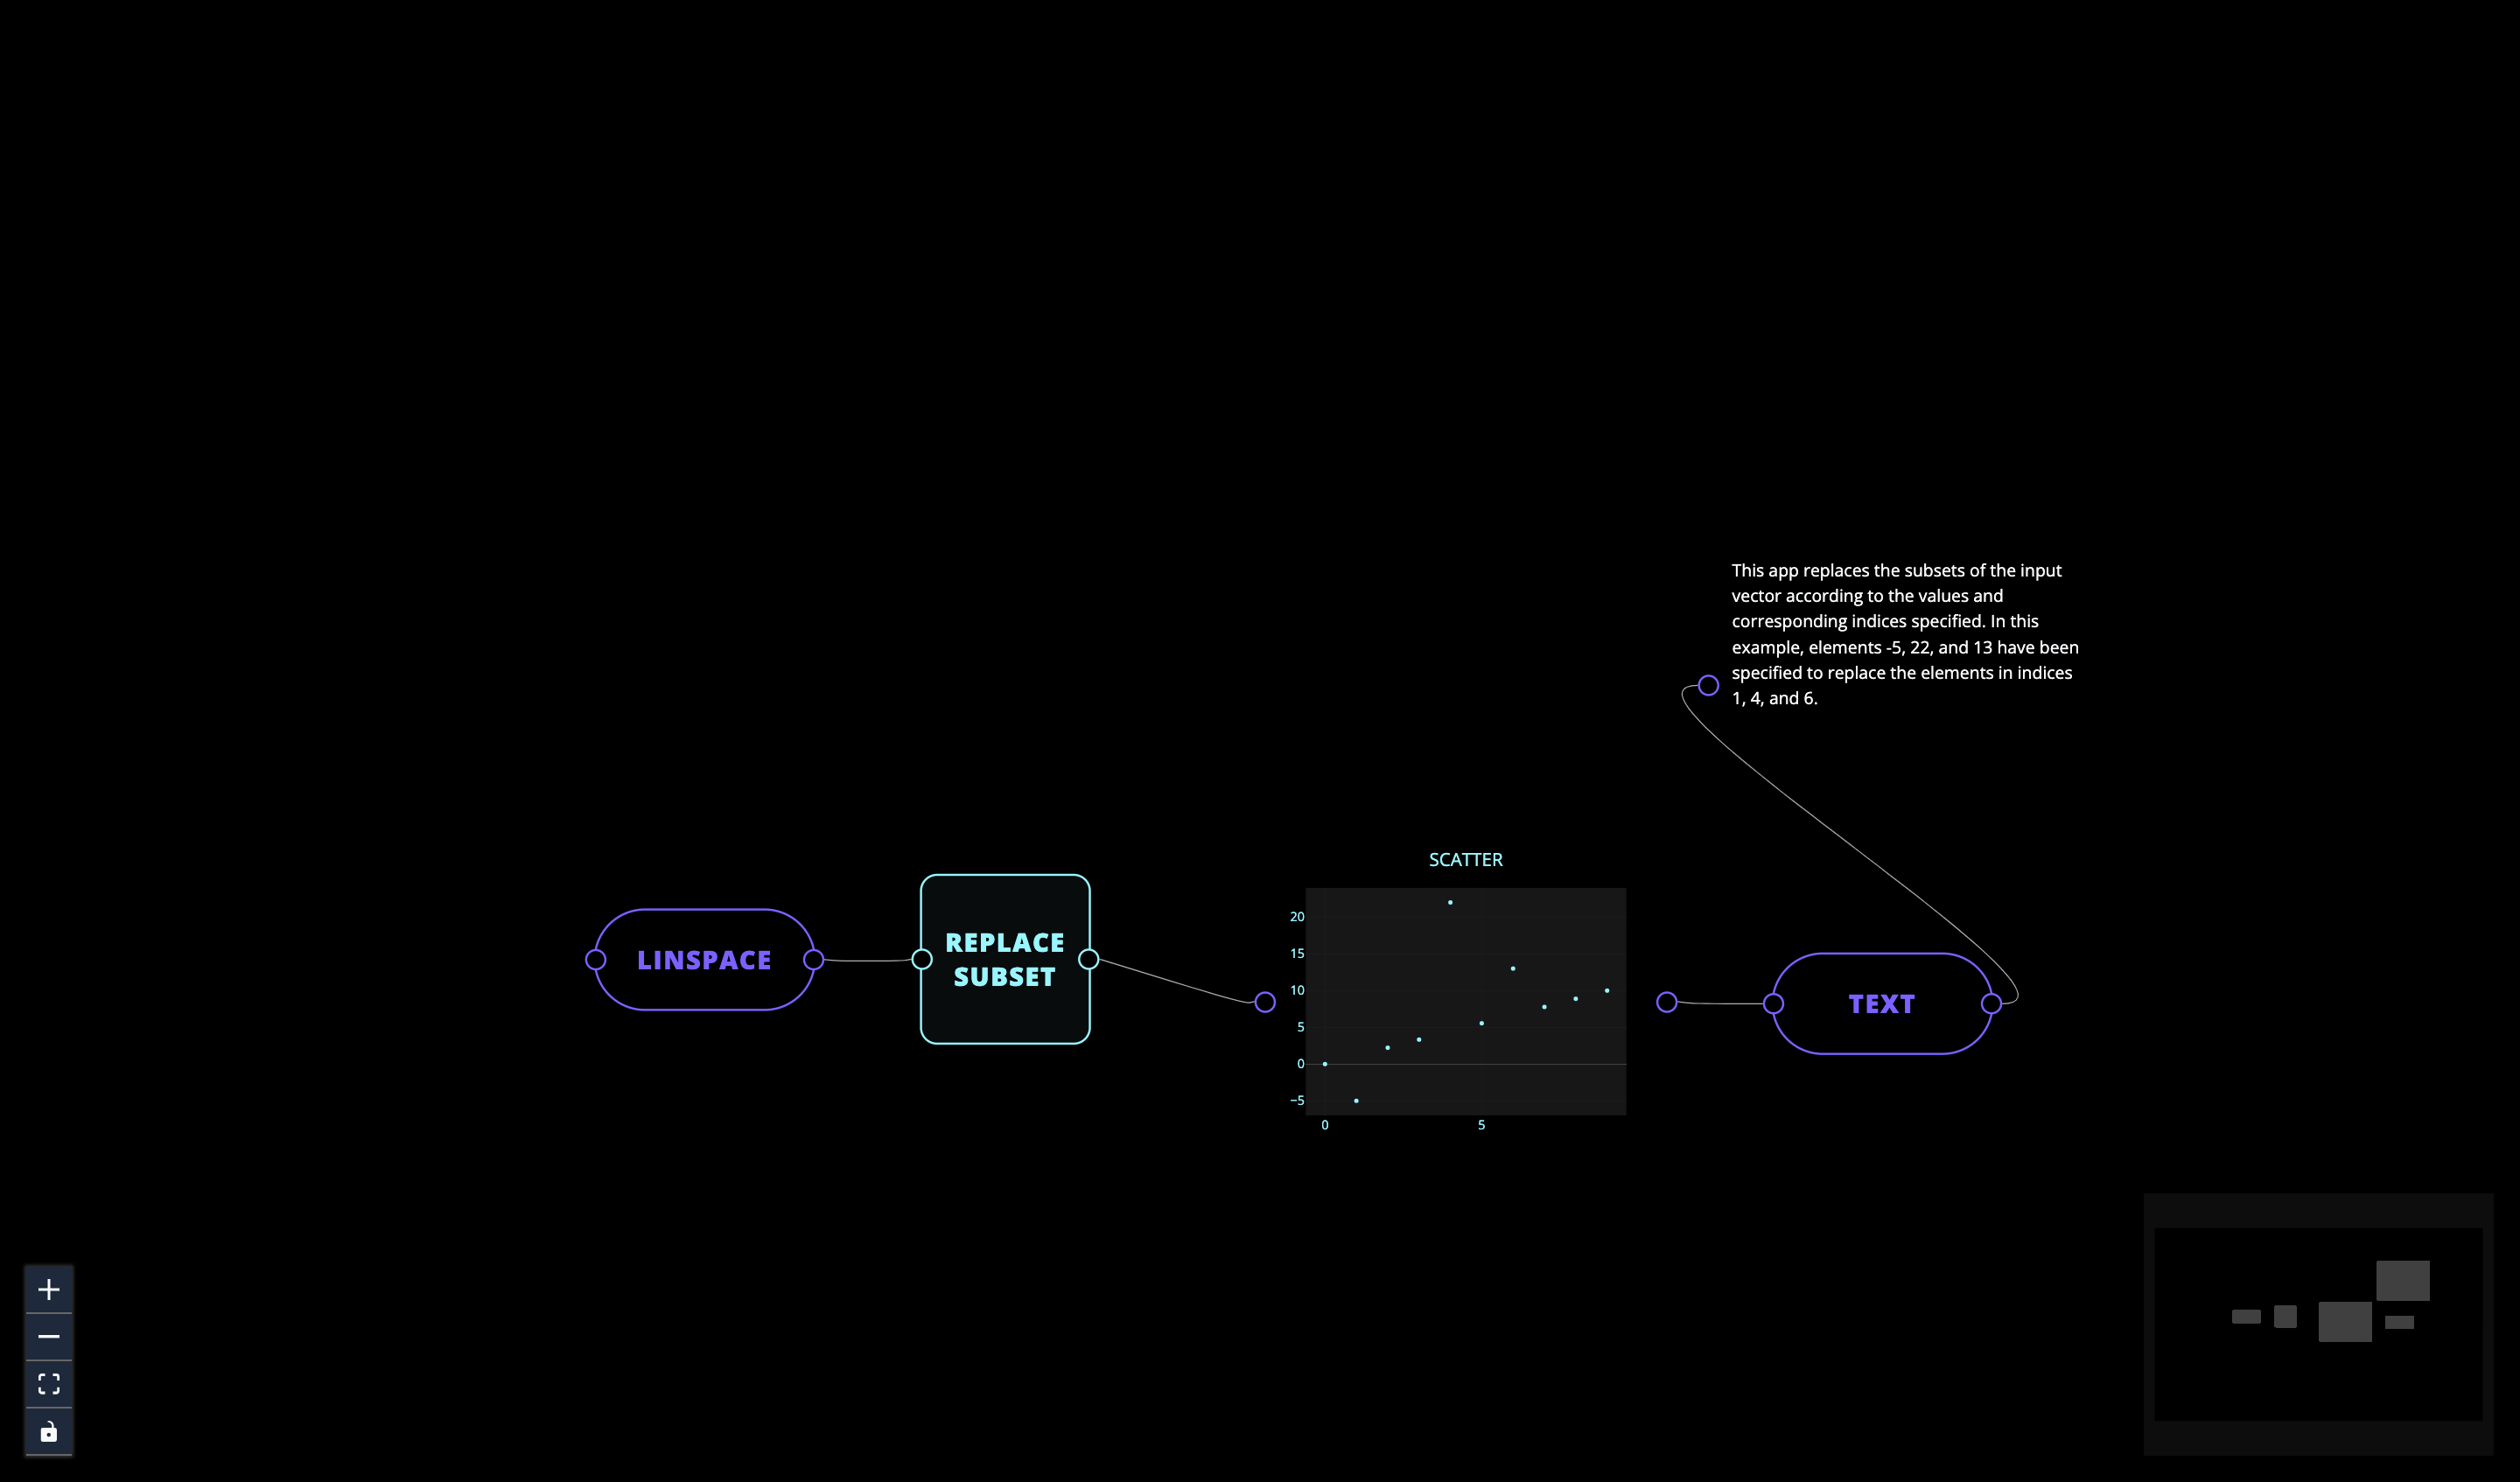 This app replaces the subsets of the input
vector according to the values and
corresponding indices specified. In this
example, elements -5, 22, and 13 have been
specified to replace the elements in indices
1, 4, and 6.
LINSPACE
REPLACE
SUBSET
SCATTER
20
15
10
5
0
−5
0
5
TEXT